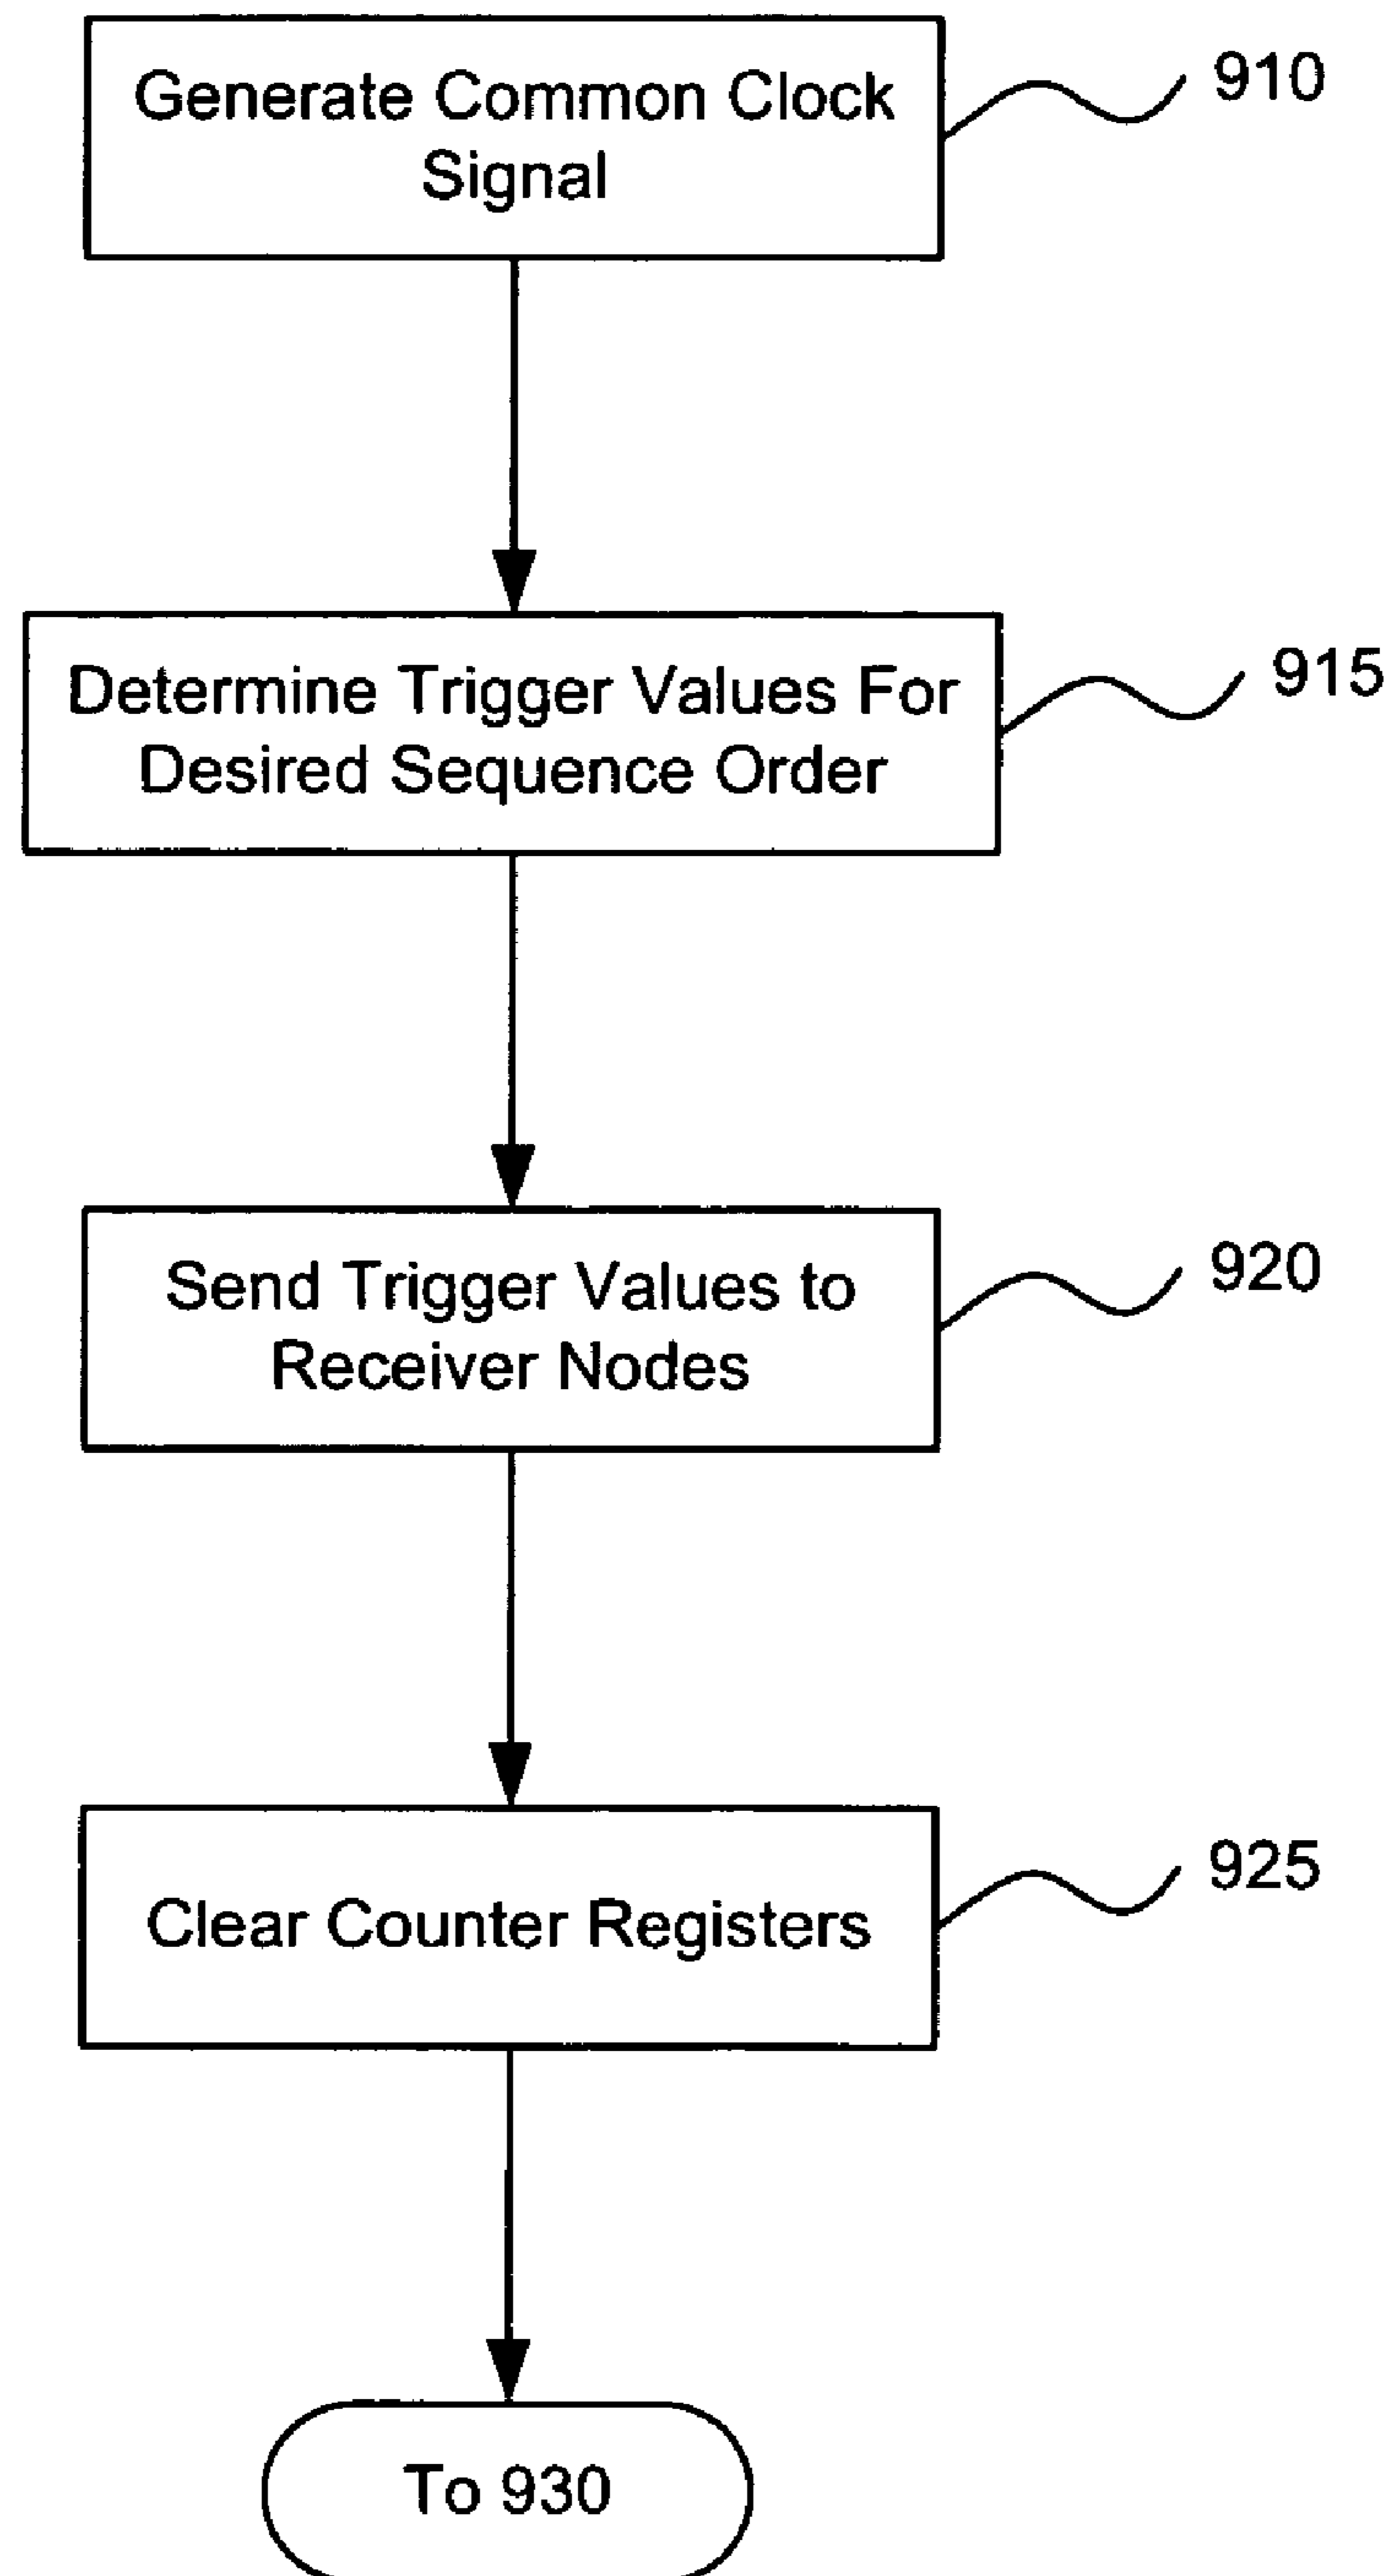 Generate Common Clock
Signal
910
Determine Trigger Values For
Desired Sequence Order
915
Send Trigger Values to
Receiver Nodes
920
Clear Counter Registers
925
To 930